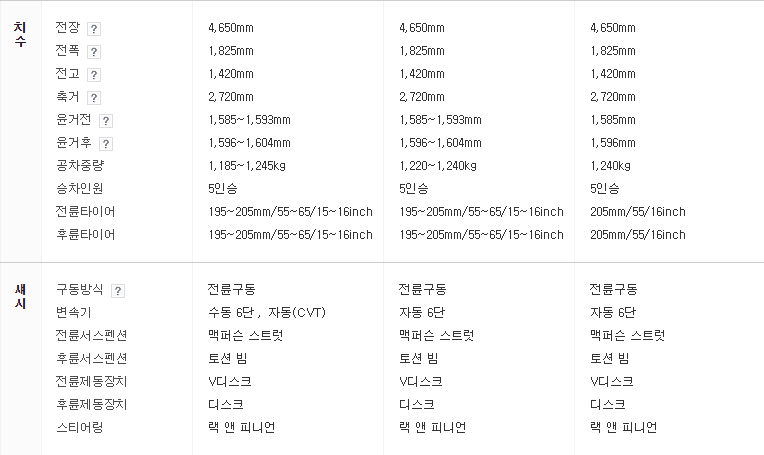 치수
전장 ? 4,650mm 4,650mm 4,650mm
전폭 ? 1,825mm 1,825mm 1,825mm
전고 ? 1,420mm 1,420mm 1,420mm
축거 ? 2,720mm 2,720mm 2,720mm
윤거전 ? 1,585~1,593mm 1,585~1,593mm 1,585mm
윤거후 ? 1,596~1,604mm 1,596~1,604mm 1,596mm
공차중량 1,185~1,245kg 1,220~1,240kg 1,240kg
승차인원 5인승 5인승 5인승
전륜타이어 195~205mm/55~65/15~16inch 195~205mm/55~65/15~16inch 205mm/55/16inch
후륜타이어 195~205mm/55~65/15~16inch 195~205mm/55~65/15~16inch 205mm/55/16inch
섀시
구동방식 ? 전륜구동 전륜구동 전륜구동
변속기 수동 6단 , 자동(CVT) 자동 6단 자동 6단
전륜서스펜션 맥퍼슨 스트럿 맥퍼슨 스트럿 맥퍼슨 스트럿
후륜서스펜션 토션 빔 토션 빔 토션 빔
전륜제동장치 V디스크 V디스크 V디스크
후륜제동장치 디스크 디스크 디스크
스티어링 랙 앤 피니언 랙 앤 피니언 랙 앤 피니언